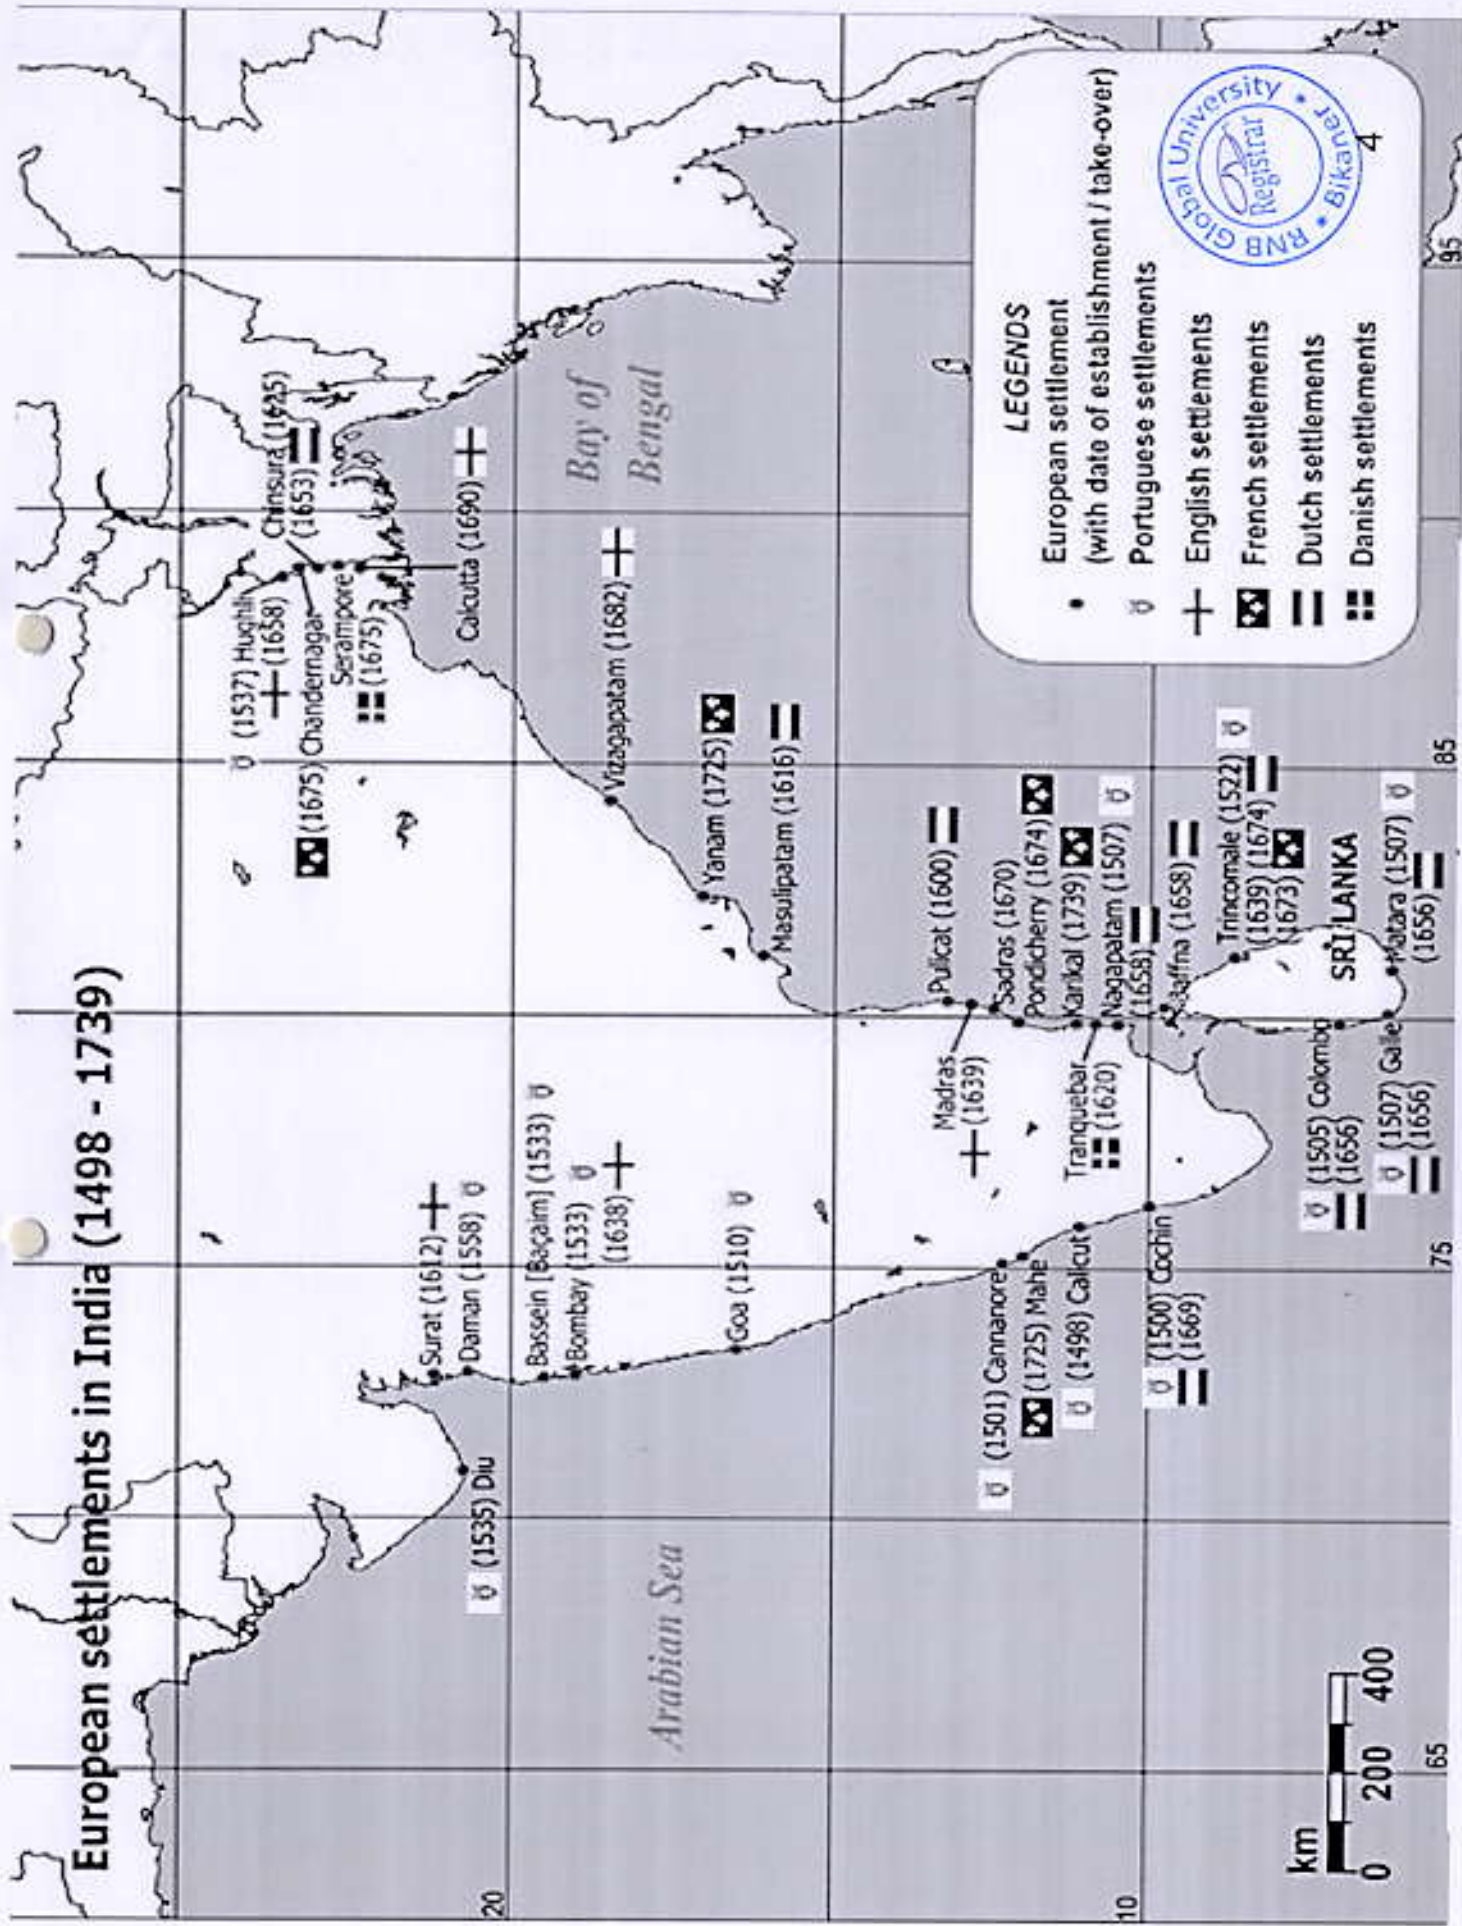 European settlements in India (1498 - 1739)
(1537) Hughli
(1658)
(1675) Chandernagar
Serampore
(1675)
Chinsura (1625)
(1653)
Calcutta (1690)
Surat (1612)
Daman (1558)
(1535) Diu
20
Bassein [Baçaim] (1533)
Bombay (1533)
(1638)
Vizagapatam (1682)
Bay of
Bengal
Arabian Sea
Goa (1510)
Yanam (1725)
Masulipatam (1616)
Madras
(1639)
Pulicat (1600)
Sadras (1670)
Pondicherry (1674)
Karikal (1739)
Nagapatam (1507)
(1658)
Tranquebar
(1620)
(1501) Cannanore
(1725) Mahe
(1498) Calicut
10
(1500) Cochin
(1669)
Jaaffna (1658)
Trincomale (1522)
(1639) (1674)
(1673)
SRI LANKA
(1505) Colombo
(1656)
(1507) Galle
(1656)
Matara (1507)
(1656)
LEGENDS
European settlement
(with date of establishment / take-over)
Portuguese settlements
English settlements
French settlements
Dutch settlements
Danish settlements
RNB Global University • Bikaner •
Registrar
4
km
0 200 400
65
75
85
95